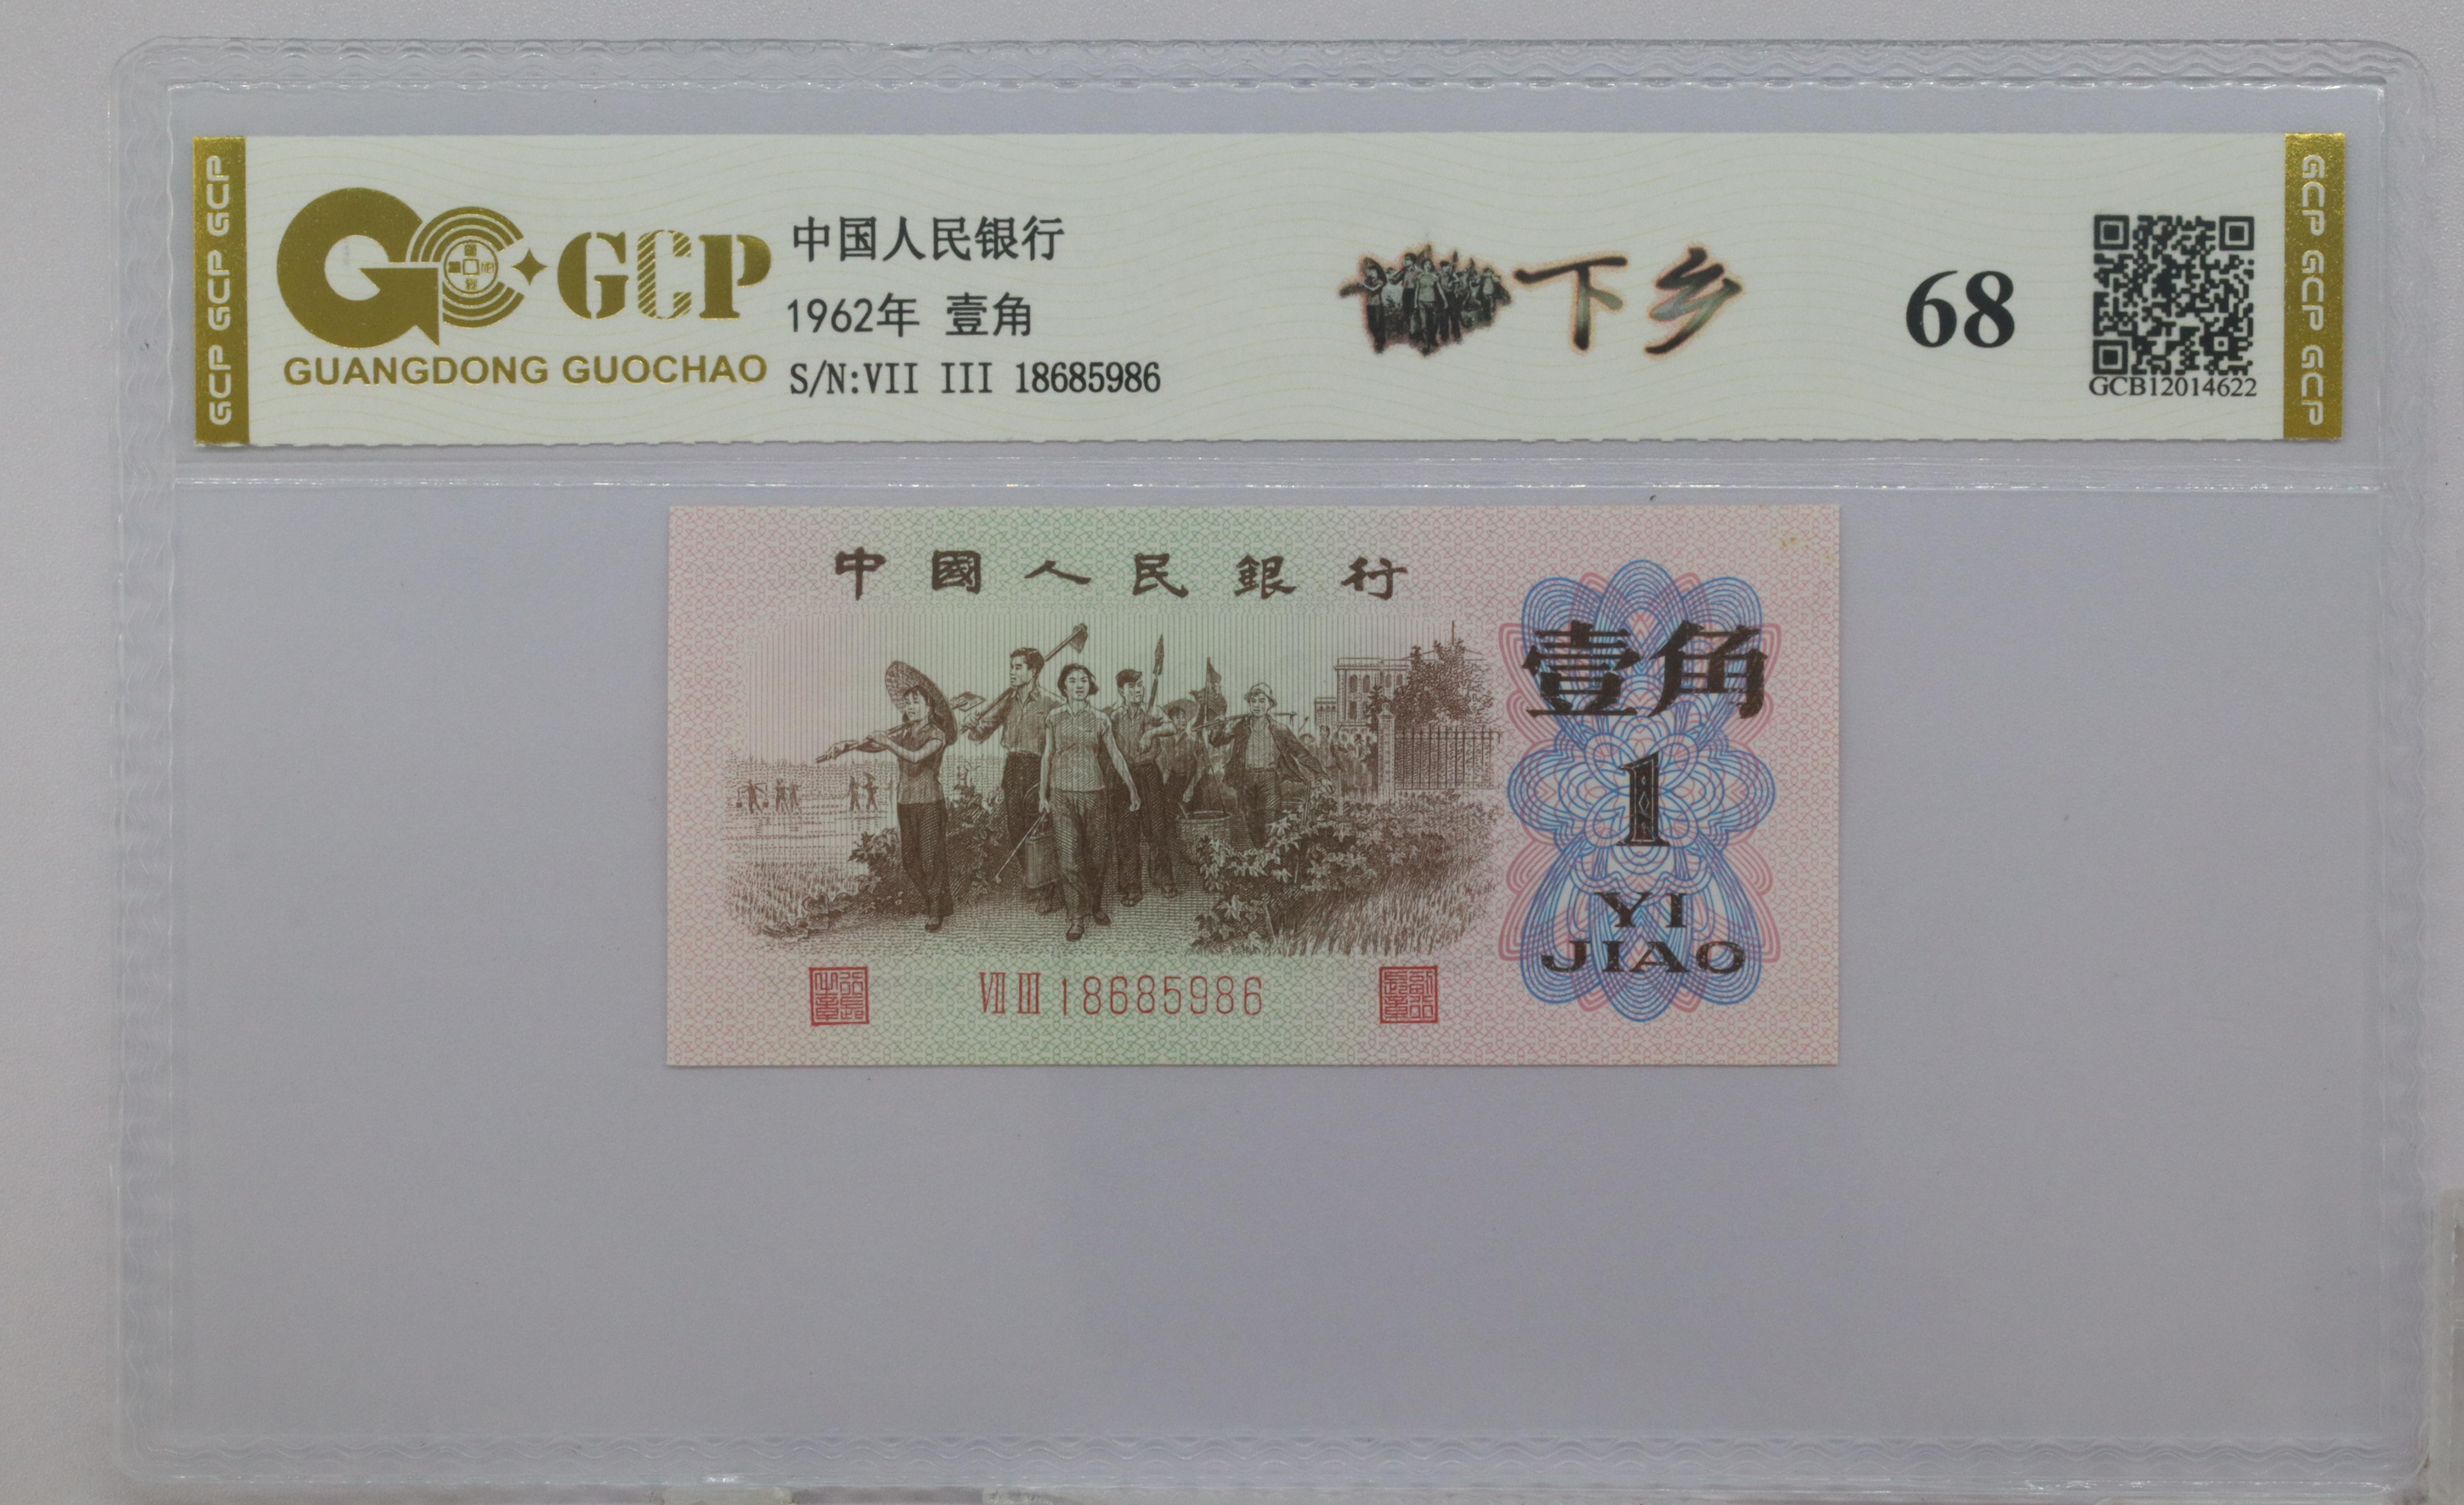 GCP GCP GCP
GCP
GUANGDONG GUOCHAO
中国人民银行
1962年 壹角
S/N:VII III 18685986
下乡
68
GCB12014622
GCP GCP GCP
中國人民銀行
壹角
1
YI
JIAO
VII III 18685986